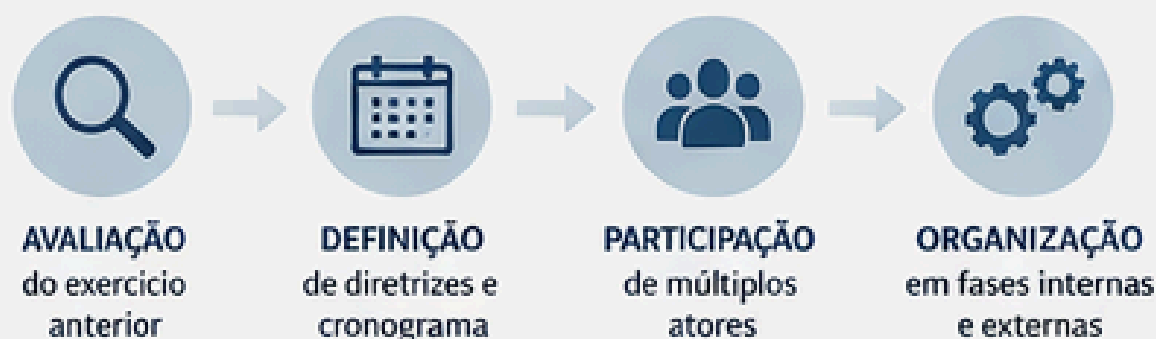 AVALIAÇÃO
do exercicio
anterior
DEFINIÇÃO
de diretrizes e
cronograma
PARTICIPAÇÃO
de múltiplos
atores
ORGANIZAÇÃO
em fases internas
e externas